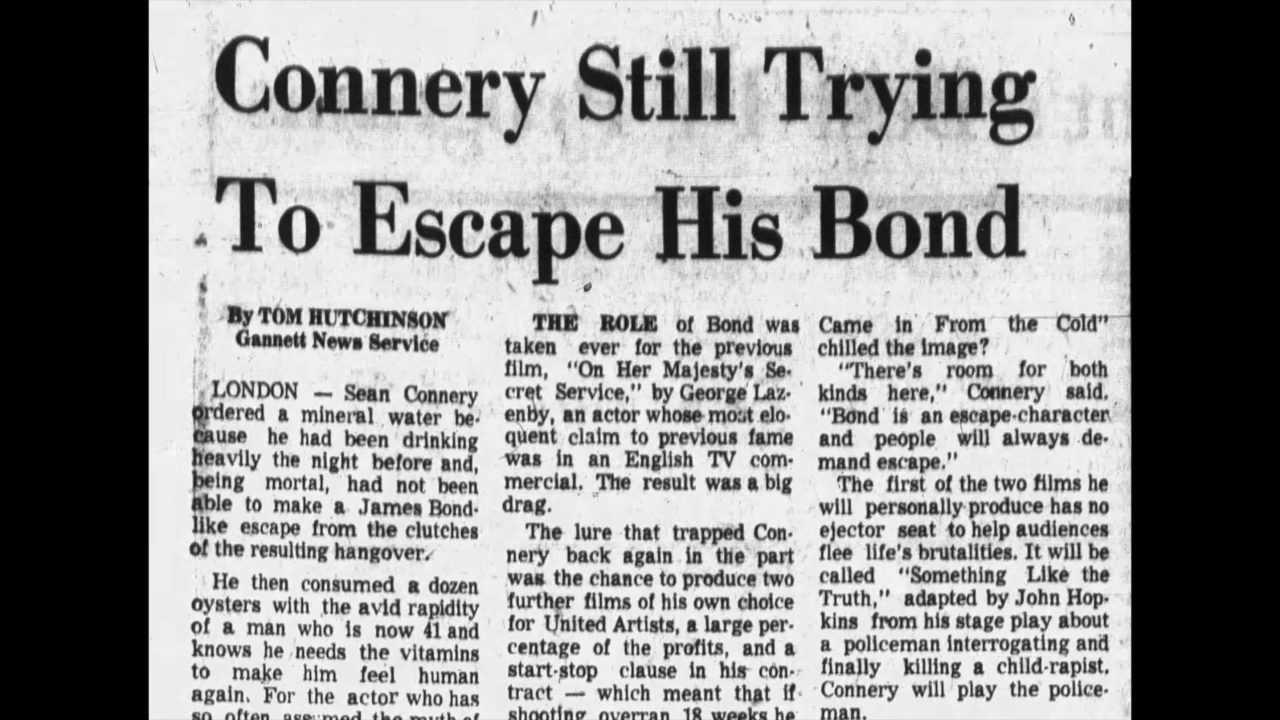 Connery Still Trying
To Escape His Bond
By TOM HUTCHINSON
Gannett News Service
LONDON — Sean Connery
ordered a mineral water be-
cause he had been drinking
heavily the night before and,
being mortal, had not been
able to make a James Bond-
like escape from the clutches
of the resulting hangover.
He then consumed a dozen
oysters with the avid rapidity
of a man who is now 41 and
knows he needs the vitamins
to make him feel human
again. For the actor who has
so often assumed the myth of
THE ROLE of Bond was
taken ever for the previous
film, "On Her Majesty's Se-
cret Service," by George Laz-
enby, an actor whose most elo-
quent claim to previous fame
was in an English TV com-
mercial. The result was a big
drag.
The lure that trapped Con-
nery back again in the part
was the chance to produce two
further films of his own choice
for United Artists, a large per-
centage of the profits, and a
start-stop clause in his con-
tract — which meant that if
shooting overran 18 weeks he
Came in From the Cold"
chilled the image?
"There's room for both
kinds here," Connery said.
"Bond is an escape-character
and people will always de-
mand escape."
The first of the two films he
will personally produce has no
ejector seat to help audiences
flee life's brutalities. It will be
called "Something Like the
Truth," adapted by John Hop-
kins from his stage play about
a policeman interrogating and
finally killing a child-rapist.
Connery will play the police-
man.